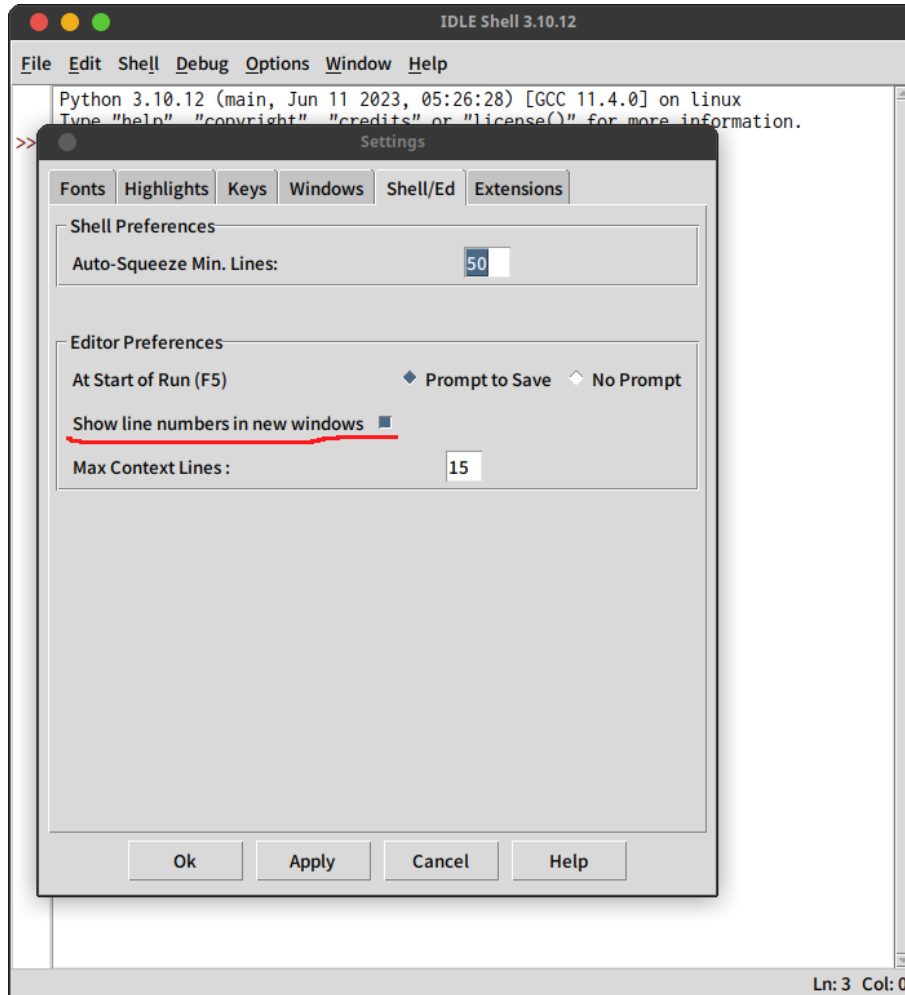 IDLE Shell 3.10.12
File Edit Shell Debug Options Window Help
Python 3.10.12 (main, Jun 11 2023, 05:26:28) [GCC 11.4.0] on linux
Type "help", "copyright", "credits" or "license()" for more information.
>>
Settings
Fonts Highlights Keys Windows Shell/Ed Extensions
Shell Preferences
Auto-Squeeze Min. Lines: 50
Editor Preferences
At Start of Run (F5) Prompt to Save No Prompt
Show line numbers in new windows
Max Context Lines : 15
Ok Apply Cancel Help
Ln: 3 Col: 0